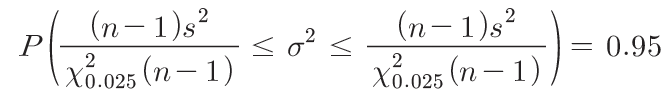 P( (n−1)s² / χ²₀.₀₂₅(n−1) ≤ σ² ≤ (n−1)s² / χ²₀.₀₂₅(n−1) ) = 0.95